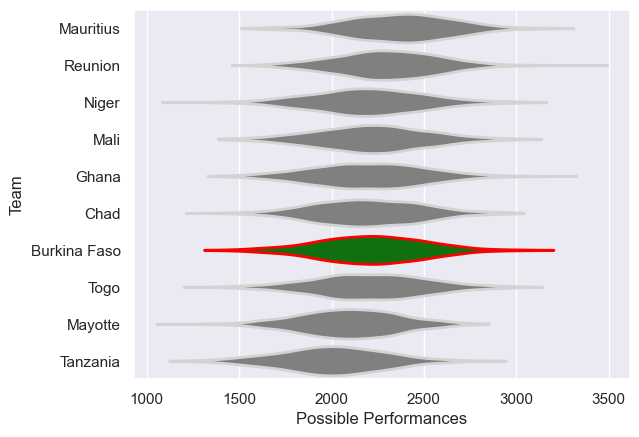 Mauritius
Reunion
Niger
Mali
Ghana
Chad
Burkina Faso
Togo
Mayotte
Tanzania
Team
1000 1500 2000 2500 3000 3500
Possible Performances